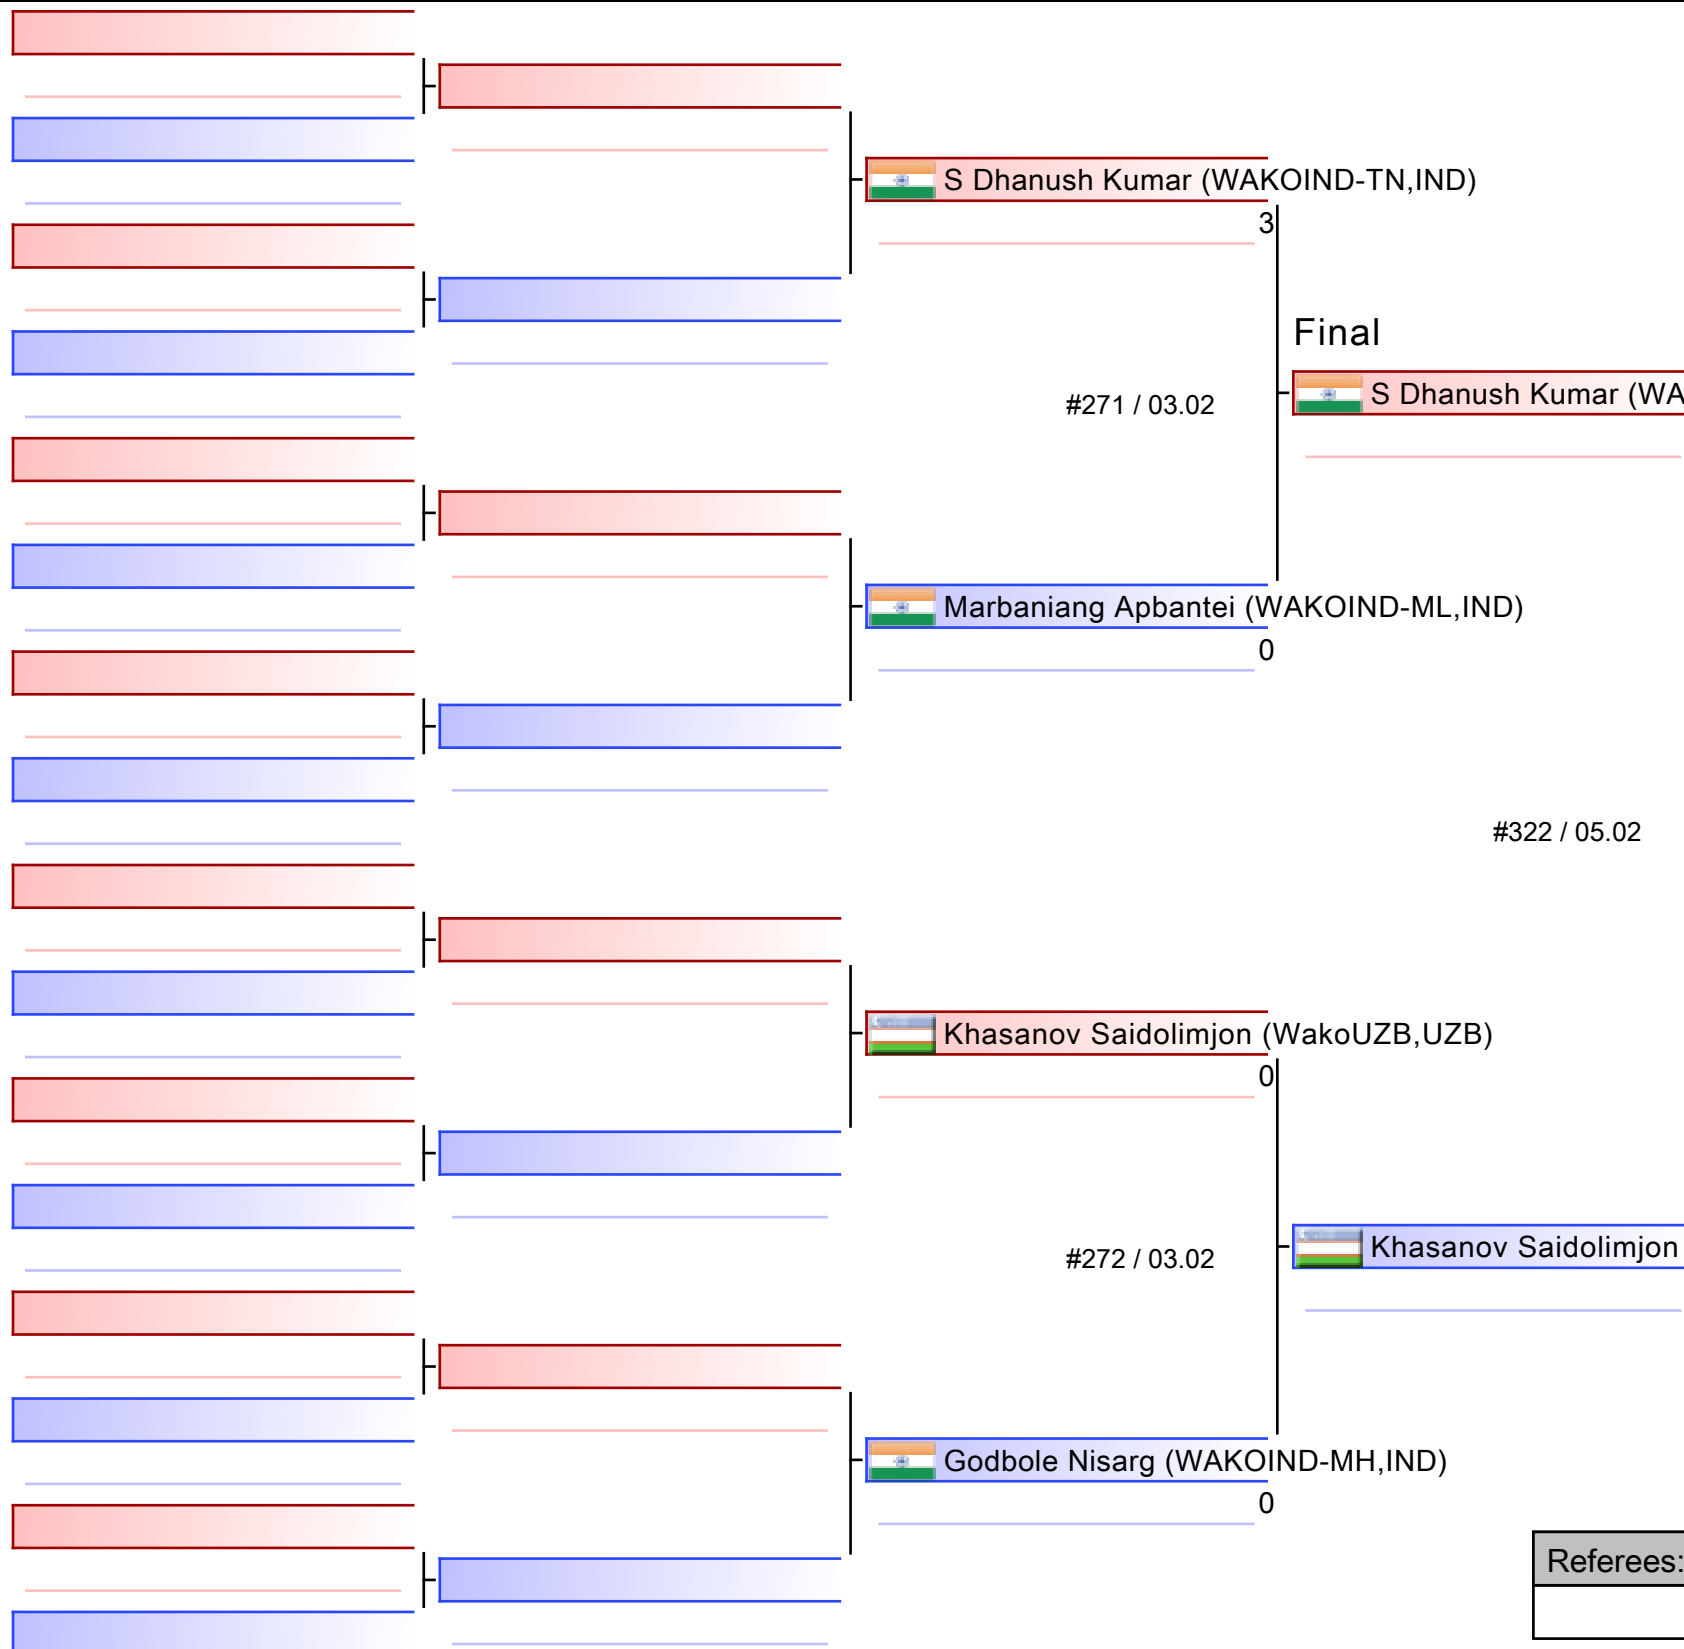 S Dhanush Kumar (WAKOIND-TN,IND)
3
Final
S Dhanush Kumar (WA
#271 / 03.02
Marbaniang Apbantei (WAKOIND-ML,IND)
0
#322 / 05.02
Khasanov Saidolimjon (WakoUZB,UZB)
0
Khasanov Saidolimjon
#272 / 03.02
Godbole Nisarg (WAKOIND-MH,IND)
0
Referees: